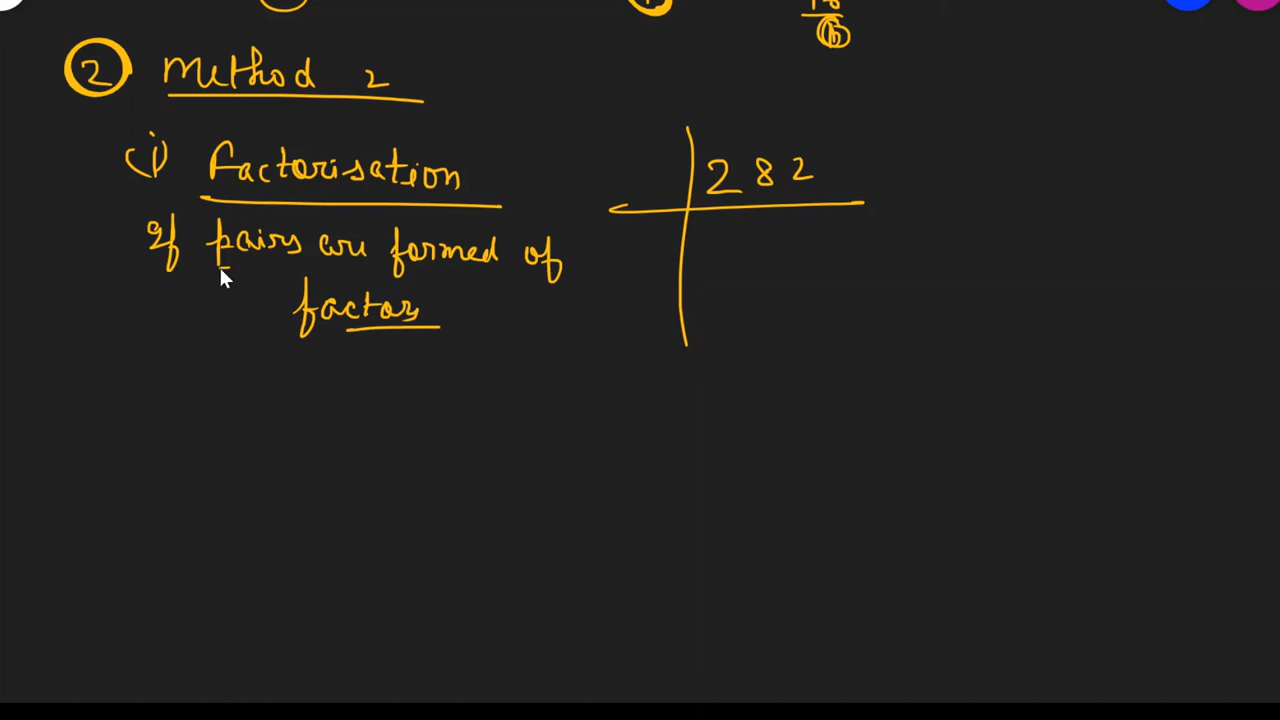 2 Method 2
(i) Factorisation
282
If pairs are formed of
factors